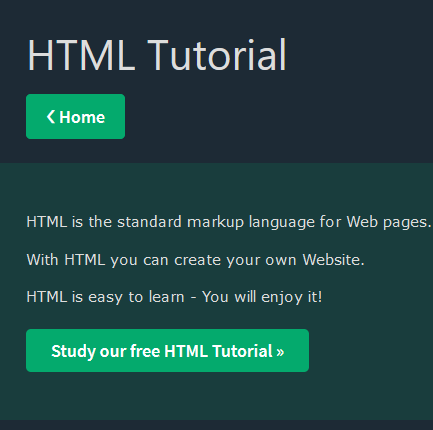 HTML Tutorial
❮ Home
HTML is the standard markup language for Web pages.
With HTML you can create your own Website.
HTML is easy to learn - You will enjoy it!
Study our free HTML Tutorial »